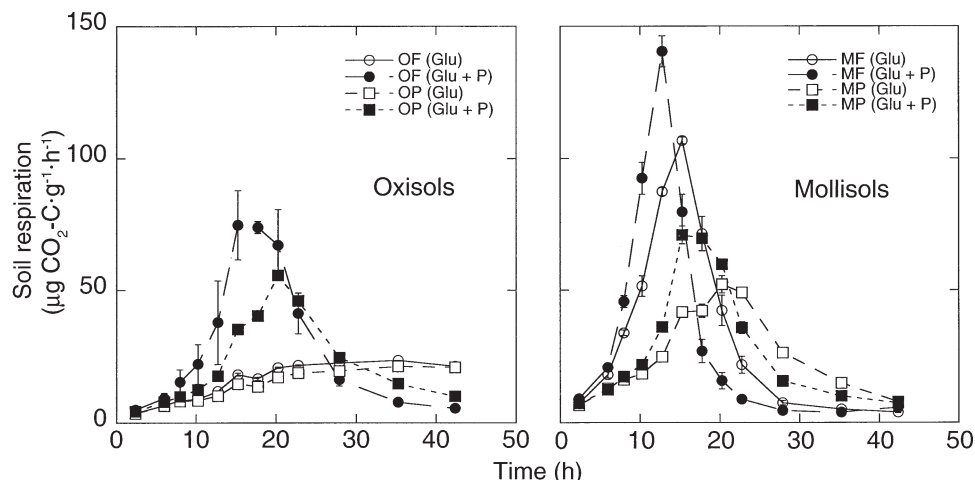 Soil respiration
(µg CO₂-C·g⁻¹·h⁻¹)
150
100
50
0
OF (Glu)
OF (Glu + P)
OP (Glu)
OP (Glu + P)
Oxisols
0 10 20 30 40 50
MF (Glu)
MF (Glu + P)
MP (Glu)
MP (Glu + P)
Mollisols
0 10 20 30 40 50
Time (h)